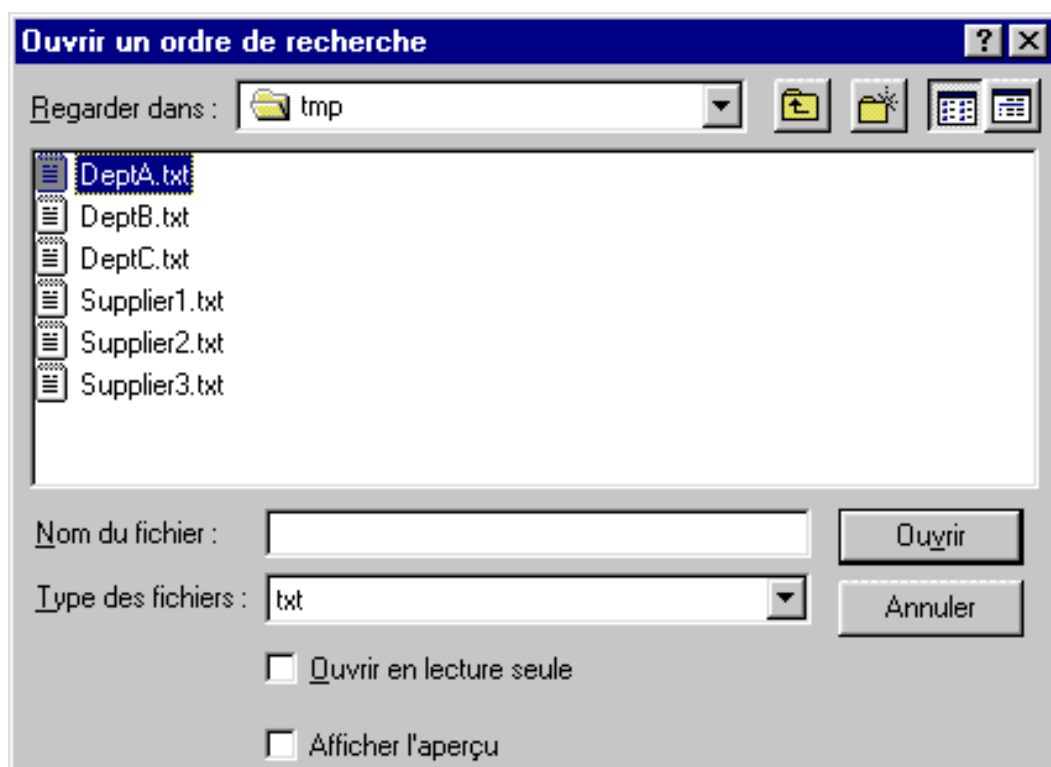 Ouvrir un ordre de recherche
Regarder dans : tmp
DeptA.txt
DeptB.txt
DeptC.txt
Supplier1.txt
Supplier2.txt
Supplier3.txt
Nom du fichier : Ouvrir
Type des fichiers : txt Annuler
Ouvrir en lecture seule
Afficher l'aperçu